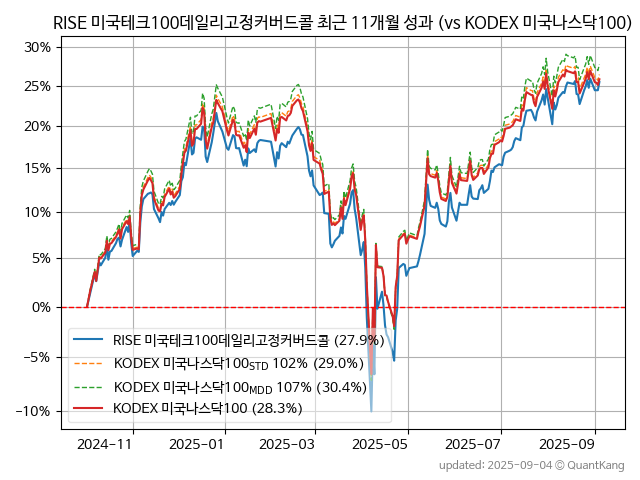 RISE 미국테크100데일리고정커버드콜 최근 11개월 성과 (vs KODEX 미국나스닥100)
30%
25%
20%
15%
10%
5%
0%
−5%
−10%
RISE 미국테크100데일리고정커버드콜 (27.9%)
KODEX 미국나스닥100STD 102% (29.0%)
KODEX 미국나스닥100MDD 107% (30.4%)
KODEX 미국나스닥100 (28.3%)
2024-11 2025-01 2025-03 2025-05 2025-07 2025-09
updated: 2025-09-04 © QuantKang